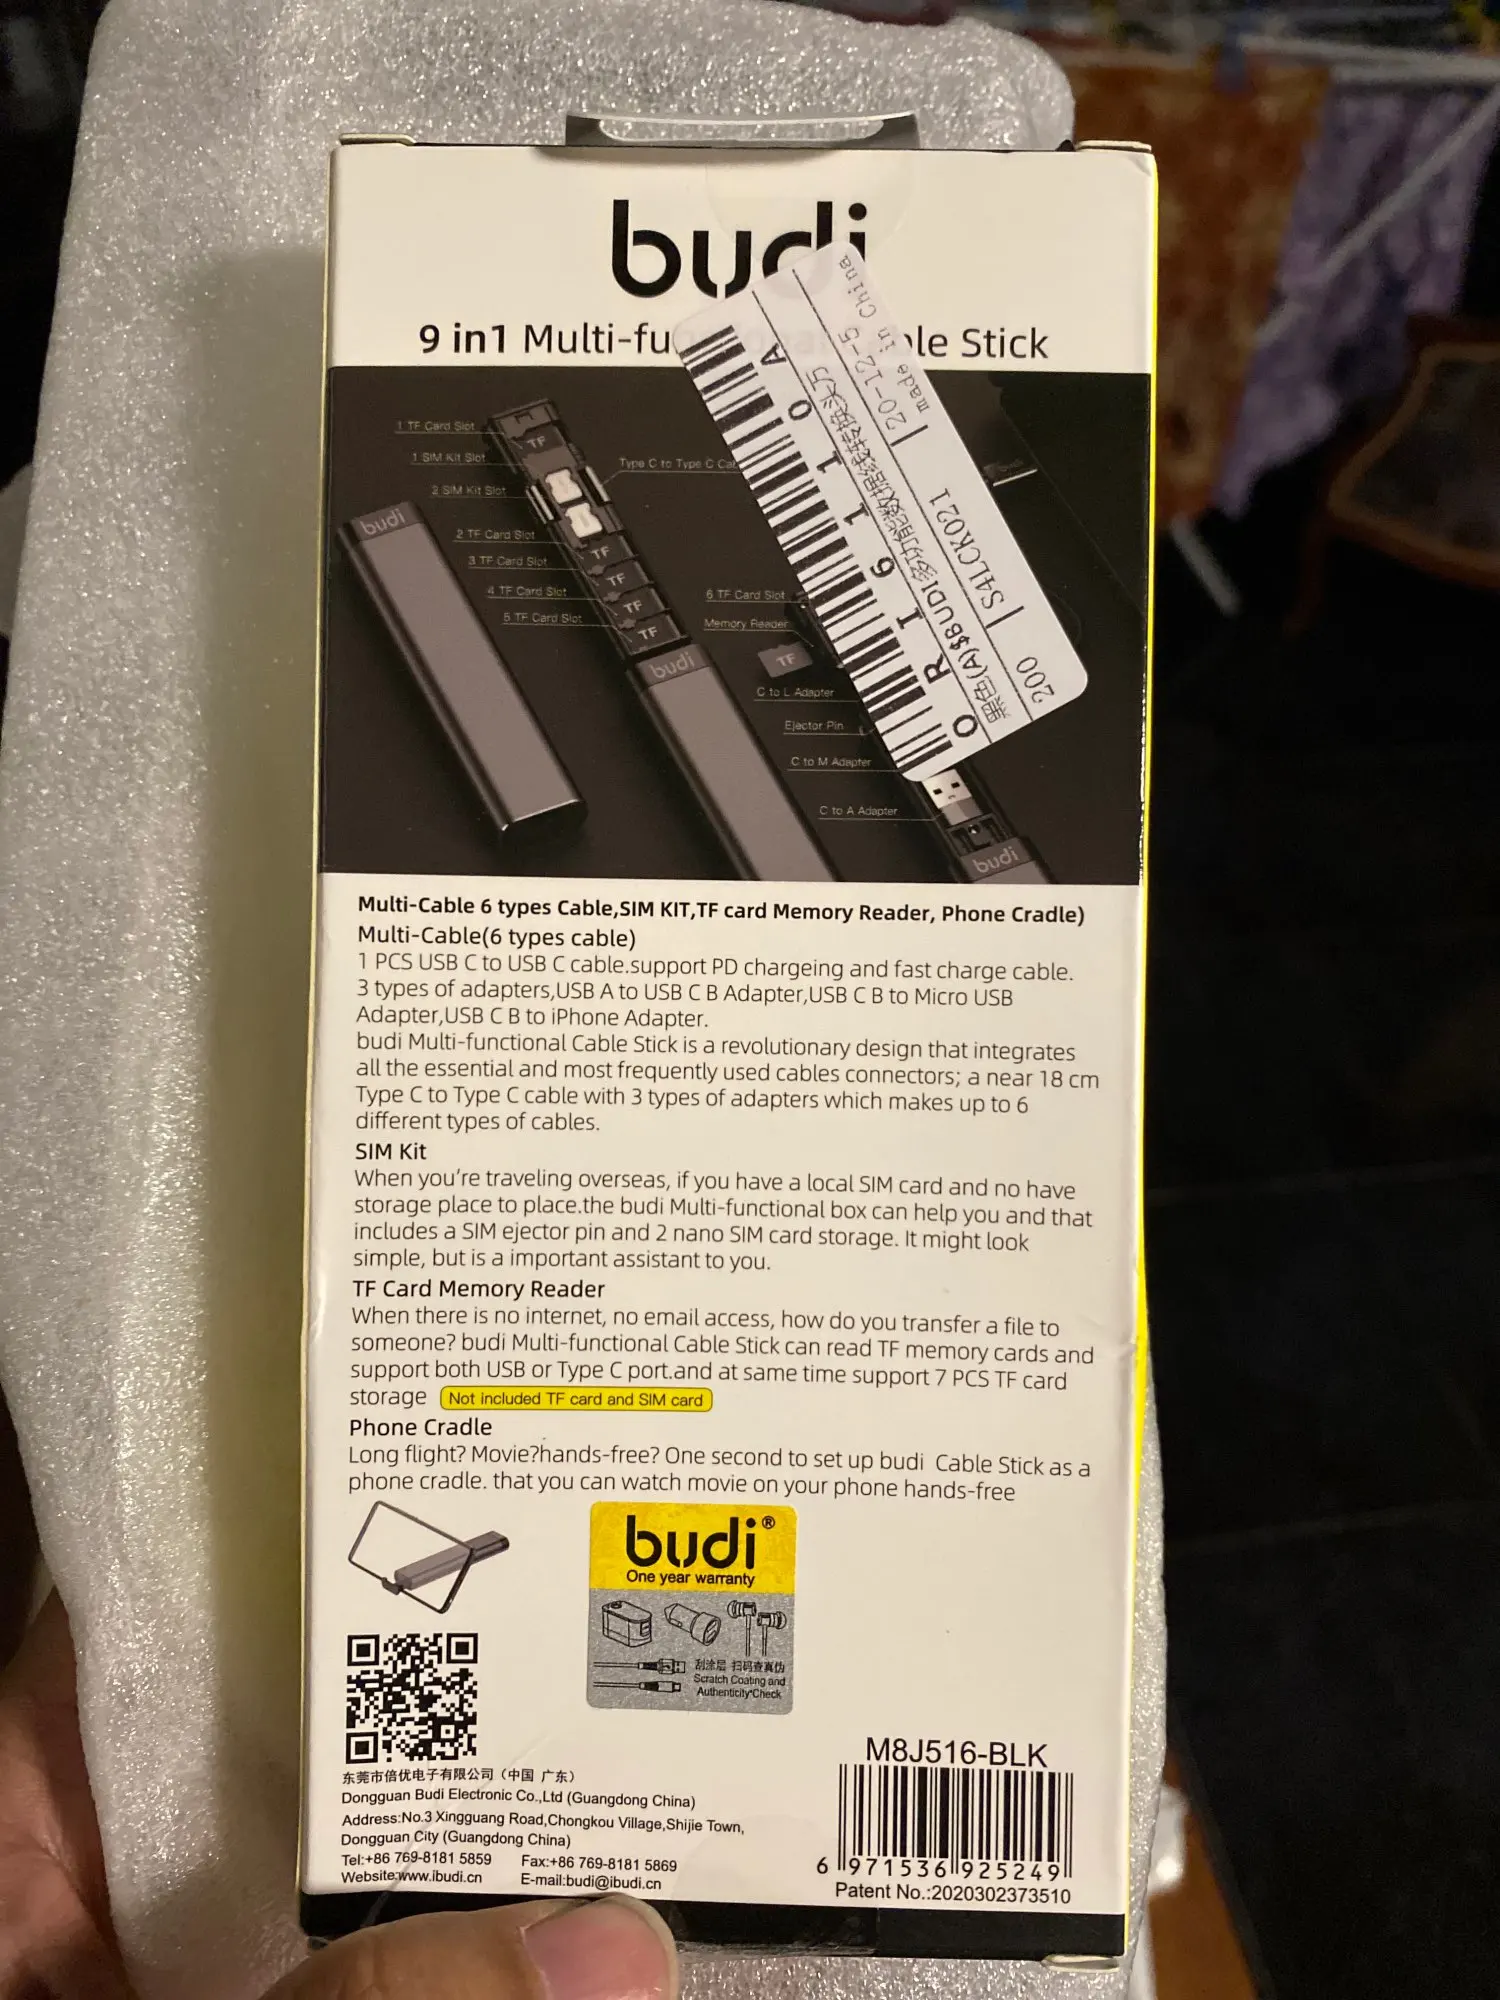 budi
9 in1 Multi-fu le Stick
1 TF Card Slot
1 SIM Kit Slot
2 SIM Kit Slot
2 TF Card Slot
3 TF Card Slot
4 TF Card Slot
5 TF Card Slot
Type C to Type C Ca
6 TF Card Slot
Memory Reader
C to L Adapter
Ejector Pin
C to M Adapter
C to A Adapter
TF
TF
TF
TF
TF
TF
budi
budi
budi
0RI6110A
黑色(A)$BUDI多功能数据线转接头万
200 | S4LCK021 | 20-12-5
made in China
Multi-Cable 6 types Cable,SIM KIT,TF card Memory Reader, Phone Cradle)
Multi-Cable(6 types cable)
1 PCS USB C to USB C cable.support PD chargeing and fast charge cable.
3 types of adapters,USB A to USB C B Adapter,USB C B to Micro USB
Adapter,USB C B to iPhone Adapter.
budi Multi-functional Cable Stick is a revolutionary design that integrates
all the essential and most frequently used cables connectors; a near 18 cm
Type C to Type C cable with 3 types of adapters which makes up to 6
different types of cables.
SIM Kit
When you're traveling overseas, if you have a local SIM card and no have
storage place to place.the budi Multi-functional box can help you and that
includes a SIM ejector pin and 2 nano SIM card storage. It might look
simple, but is a important assistant to you.
TF Card Memory Reader
When there is no internet, no email access, how do you transfer a file to
someone? budi Multi-functional Cable Stick can read TF memory cards and
support both USB or Type C port.and at same time support 7 PCS TF card
storage Not included TF card and SIM card
Phone Cradle
Long flight? Movie?hands-free? One second to set up budi Cable Stick as a
phone cradle. that you can watch movie on your phone hands-free
budi®
One year warranty
刮涂层 扫码查真伪
Scratch Coating and
Authenticity Check
东莞市倍优电子有限公司（中国 广东）
Dongguan Budi Electronic Co.,Ltd (Guangdong China)
Address:No.3 Xingguang Road,Chongkou Village,Shijie Town,
Dongguan City (Guangdong China)
Tel:+86 769-8181 5859 Fax:+86 769-8181 5869
Website:www.ibudi.cn E-mail:budi@ibudi.cn
M8J516-BLK
6 971536 925249
Patent No.:2020302373510